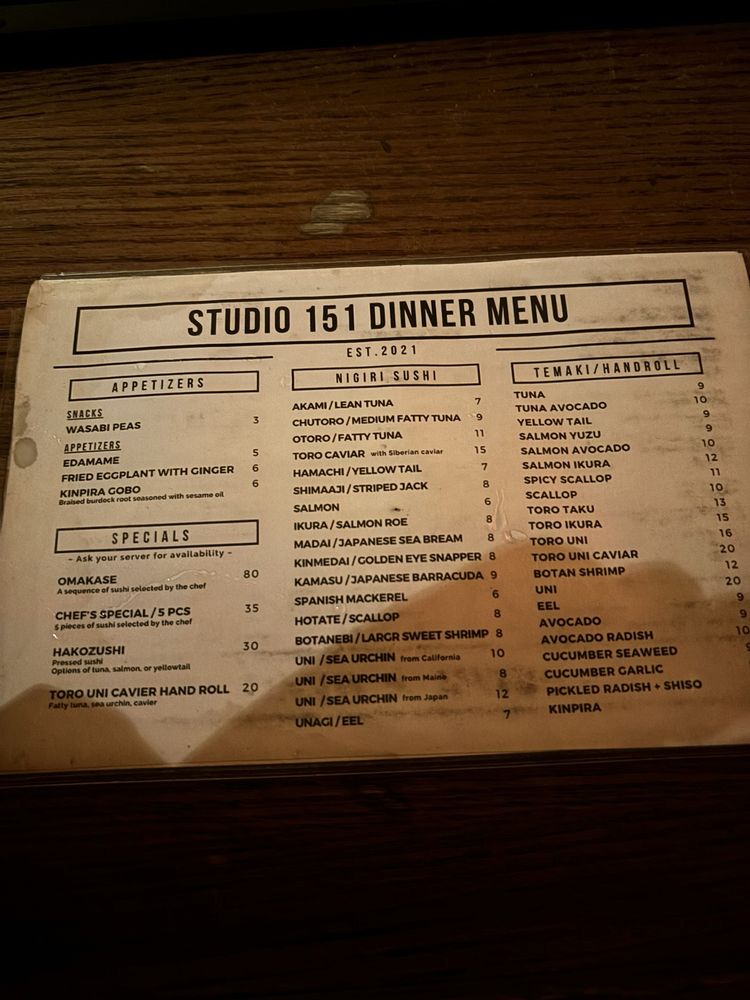 STUDIO 151 DINNER MENU
EST.2021
APPETIZERS
SNACKS
WASABI PEAS 3
APPETIZERS
EDAMAME 5
FRIED EGGPLANT WITH GINGER 6
KINPIRA GOBO 6
Braised burdock root seasoned with sesame oil
SPECIALS
~ Ask your server for availability ~
OMAKASE 80
A sequence of sushi selected by the chef
CHEF'S SPECIAL / 5 PCS 35
5 pieces of sushi selected by the chef
HAKOZUSHI 30
Pressed sushi
Options of tuna, salmon, or yellowtail
TORO UNI CAVIER HAND ROLL 20
Fatty tuna, sea urchin, cavier
NIGIRI SUSHI
AKAMI / LEAN TUNA 7
CHUTORO / MEDIUM FATTY TUNA 9
OTORO / FATTY TUNA 11
TORO CAVIAR with Siberian caviar 15
HAMACHI / YELLOW TAIL 7
SHIMAAJI / STRIPED JACK 8
SALMON 6
IKURA / SALMON ROE 8
MADAI / JAPANESE SEA BREAM 8
KINMEDAI / GOLDEN EYE SNAPPER 8
KAMASU / JAPANESE BARRACUDA 9
SPANISH MACKEREL 6
HOTATE / SCALLOP 8
BOTANEBI / LARGR SWEET SHRIMP 8
UNI / SEA URCHIN from California 10
UNI / SEA URCHIN from Maine 8
UNI / SEA URCHIN from Japan 12
UNAGI / EEL 7
TEMAKI/HANDROLL
TUNA 9
TUNA AVOCADO 10
YELLOW TAIL 9
SALMON YUZU 9
SALMON AVOCADO 10
SALMON IKURA 12
SPICY SCALLOP 11
SCALLOP 10
TORO TAKU 13
TORO IKURA 15
TORO UNI 16
TORO UNI CAVIAR 20
BOTAN SHRIMP 12
UNI 20
EEL 9
AVOCADO 9
AVOCADO RADISH 10
CUCUMBER SEAWEED
CUCUMBER GARLIC
PICKLED RADISH + SHISO
KINPIRA